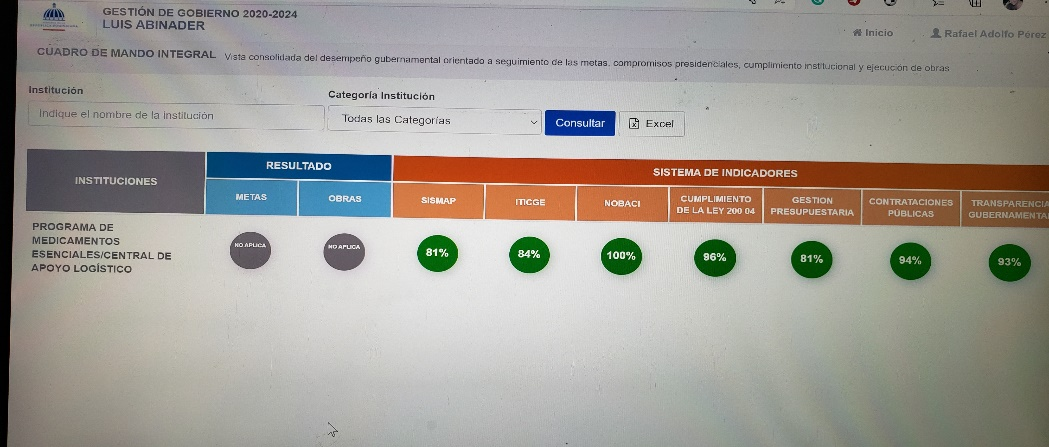 GESTIÓN DE GOBIERNO 2020-2024
LUIS ABINADER
Inicio
Rafael Adolfo Pérez
CUADRO DE MANDO INTEGRAL Vista consolidada del desempeño gubernamental orientado a seguimiento de las metas, compromisos presidenciales, cumplimiento institucional y ejecución de obras
Institución
Categoría Institución
Indique el nombre de la institución
Todas las Categorías
Consultar
Excel
INSTITUCIONES
RESULTADO
SISTEMA DE INDICADORES
METAS
OBRAS
SISMAP
ITICGE
NOBACI
CUMPLIMIENTO
DE LA LEY 200 04
GESTION
PRESUPUESTARIA
CONTRATACIONES
PÚBLICAS
TRANSPARENCIA
GUBERNAMENTAL
PROGRAMA DE
MEDICAMENTOS
ESENCIALES/CENTRAL DE
APOYO LOGÍSTICO
NO APLICA
NO APLICA
81%
84%
100%
96%
81%
94%
93%